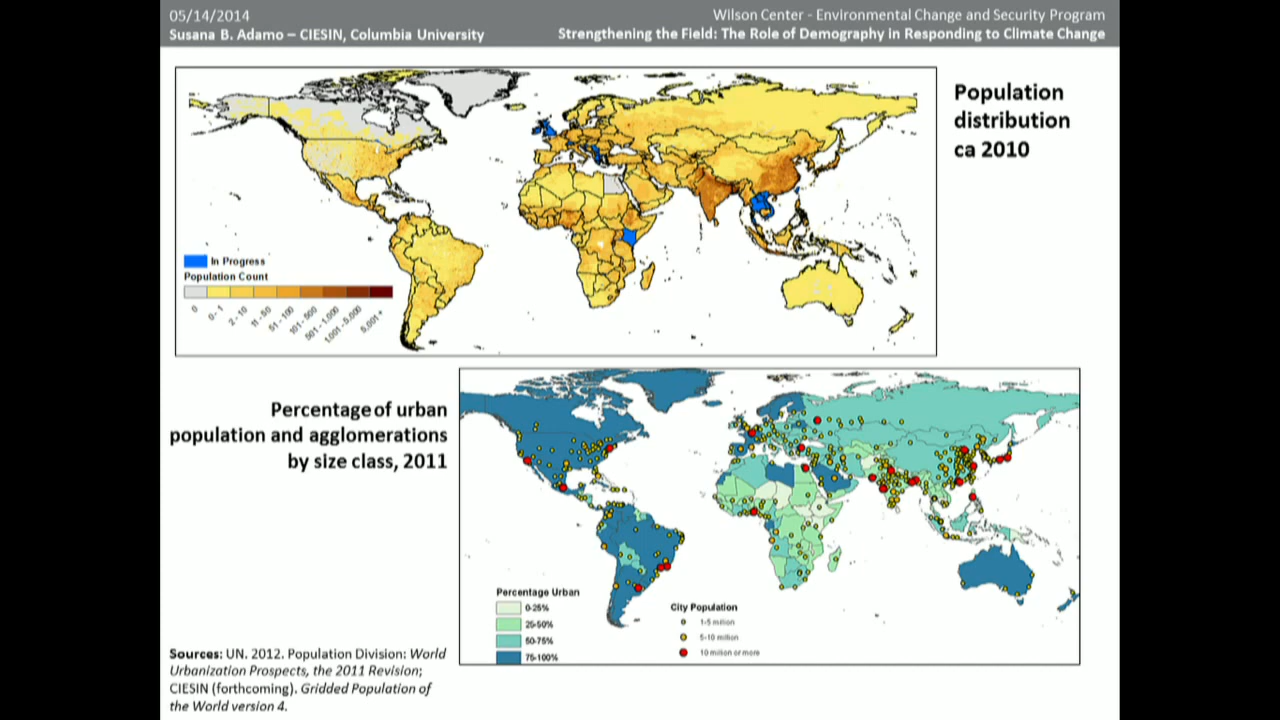 05/14/2014
Wilson Center - Environmental Change and Security Program
Susana B. Adamo – CIESIN, Columbia University
Strengthening the Field: The Role of Demography in Responding to Climate Change
Population
distribution
ca 2010
In Progress
Population Count
0
0 - 1
2 - 10
11 - 50
51 - 100
101 - 500
501 - 1,000
1,001 - 5,000
5,001 +
Percentage of urban
population and agglomerations
by size class, 2011
Percentage Urban
0-25%
25-50%
50-75%
75-100%
City Population
1-5 million
5-10 million
10 million or more
Sources: UN. 2012. Population Division: World
Urbanization Prospects, the 2011 Revision;
CIESIN (forthcoming). Gridded Population of
the World version 4.